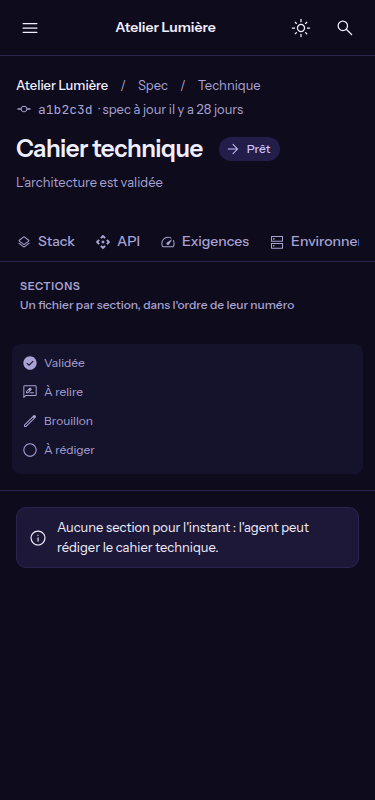 Atelier Lumière
Atelier Lumière / Spec / Technique
a1b2c3d · spec à jour il y a 28 jours
Cahier technique
Prêt
L'architecture est validée
Stack API Exigences Environne
SECTIONS
Un fichier par section, dans l'ordre de leur numéro
Validée
À relire
Brouillon
À rédiger
Aucune section pour l'instant : l'agent peut
rédiger le cahier technique.